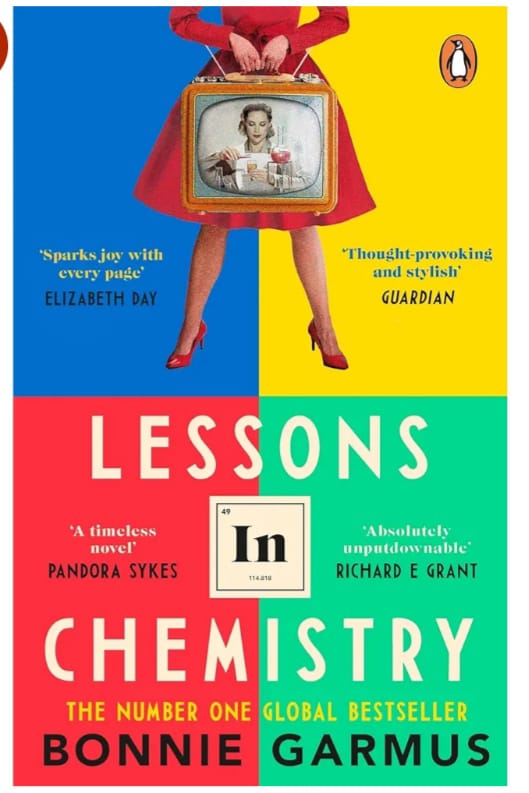 ‘Sparks joy with
every page’
ELIZABETH DAY
‘Thought-provoking
and stylish’
GUARDIAN
LESSONS
49
In
114.818
‘A timeless
novel’
PANDORA SYKES
‘Absolutely
unputdownable’
RICHARD E GRANT
CHEMISTRY
THE NUMBER ONE GLOBAL BESTSELLER
BONNIE GARMUS